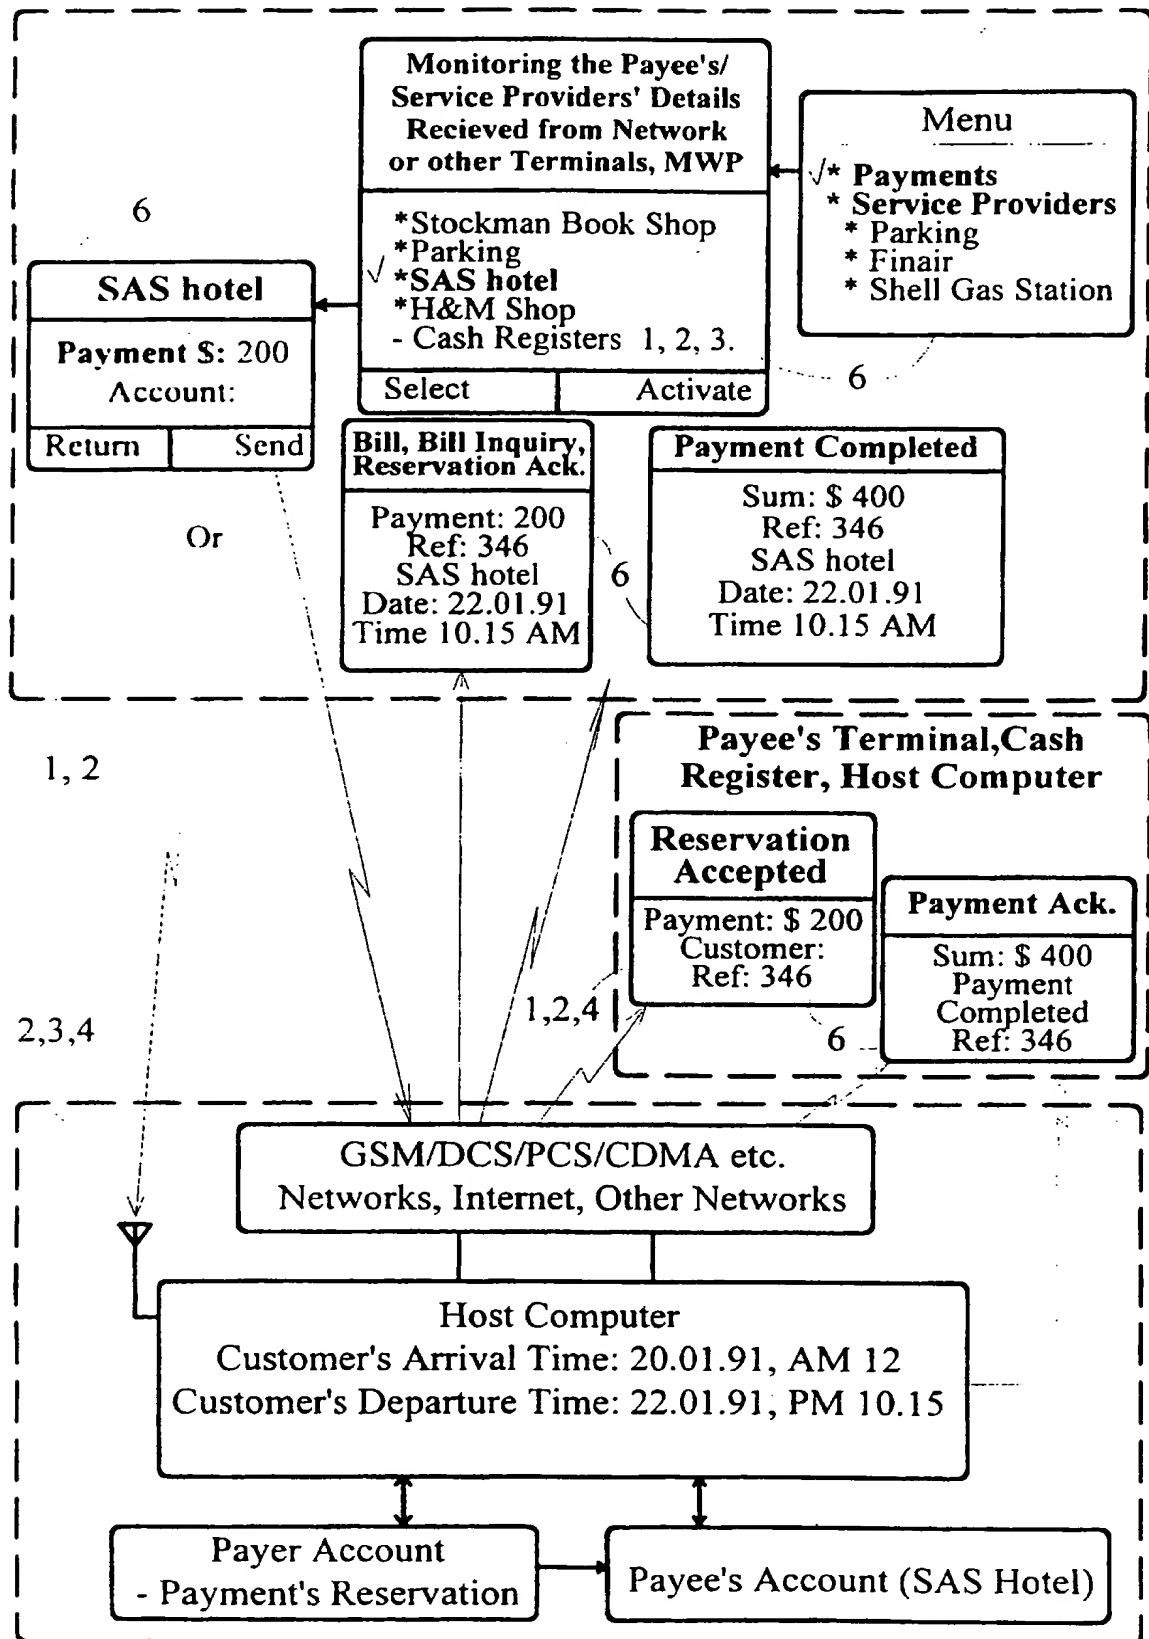 Monitoring the Payee's/
Service Providers' Details
Recieved from Network
or other Terminals, MWP
*Stockman Book Shop
*Parking
√ *SAS hotel
*H&M Shop
- Cash Registers 1, 2, 3.
Select Activate
Menu
√* Payments
* Service Providers
* Parking
* Finair
* Shell Gas Station
6
6
SAS hotel
Payment $: 200
Account:
Return Send
Or
Bill, Bill Inquiry,
Reservation Ack.
Payment: 200
Ref: 346
SAS hotel
Date: 22.01.91
Time 10.15 AM
6
Payment Completed
Sum: $ 400
Ref: 346
SAS hotel
Date: 22.01.91
Time 10.15 AM
1, 2
Payee's Terminal,Cash
Register, Host Computer
Reservation
Accepted
Payment: $ 200
Customer:
Ref: 346
Payment Ack.
Sum: $ 400
Payment
Completed
Ref: 346
1,2,4
6
2,3,4
GSM/DCS/PCS/CDMA etc.
Networks, Internet, Other Networks
Host Computer
Customer's Arrival Time: 20.01.91, AM 12
Customer's Departure Time: 22.01.91, PM 10.15
Payer Account
- Payment's Reservation
Payee's Account (SAS Hotel)